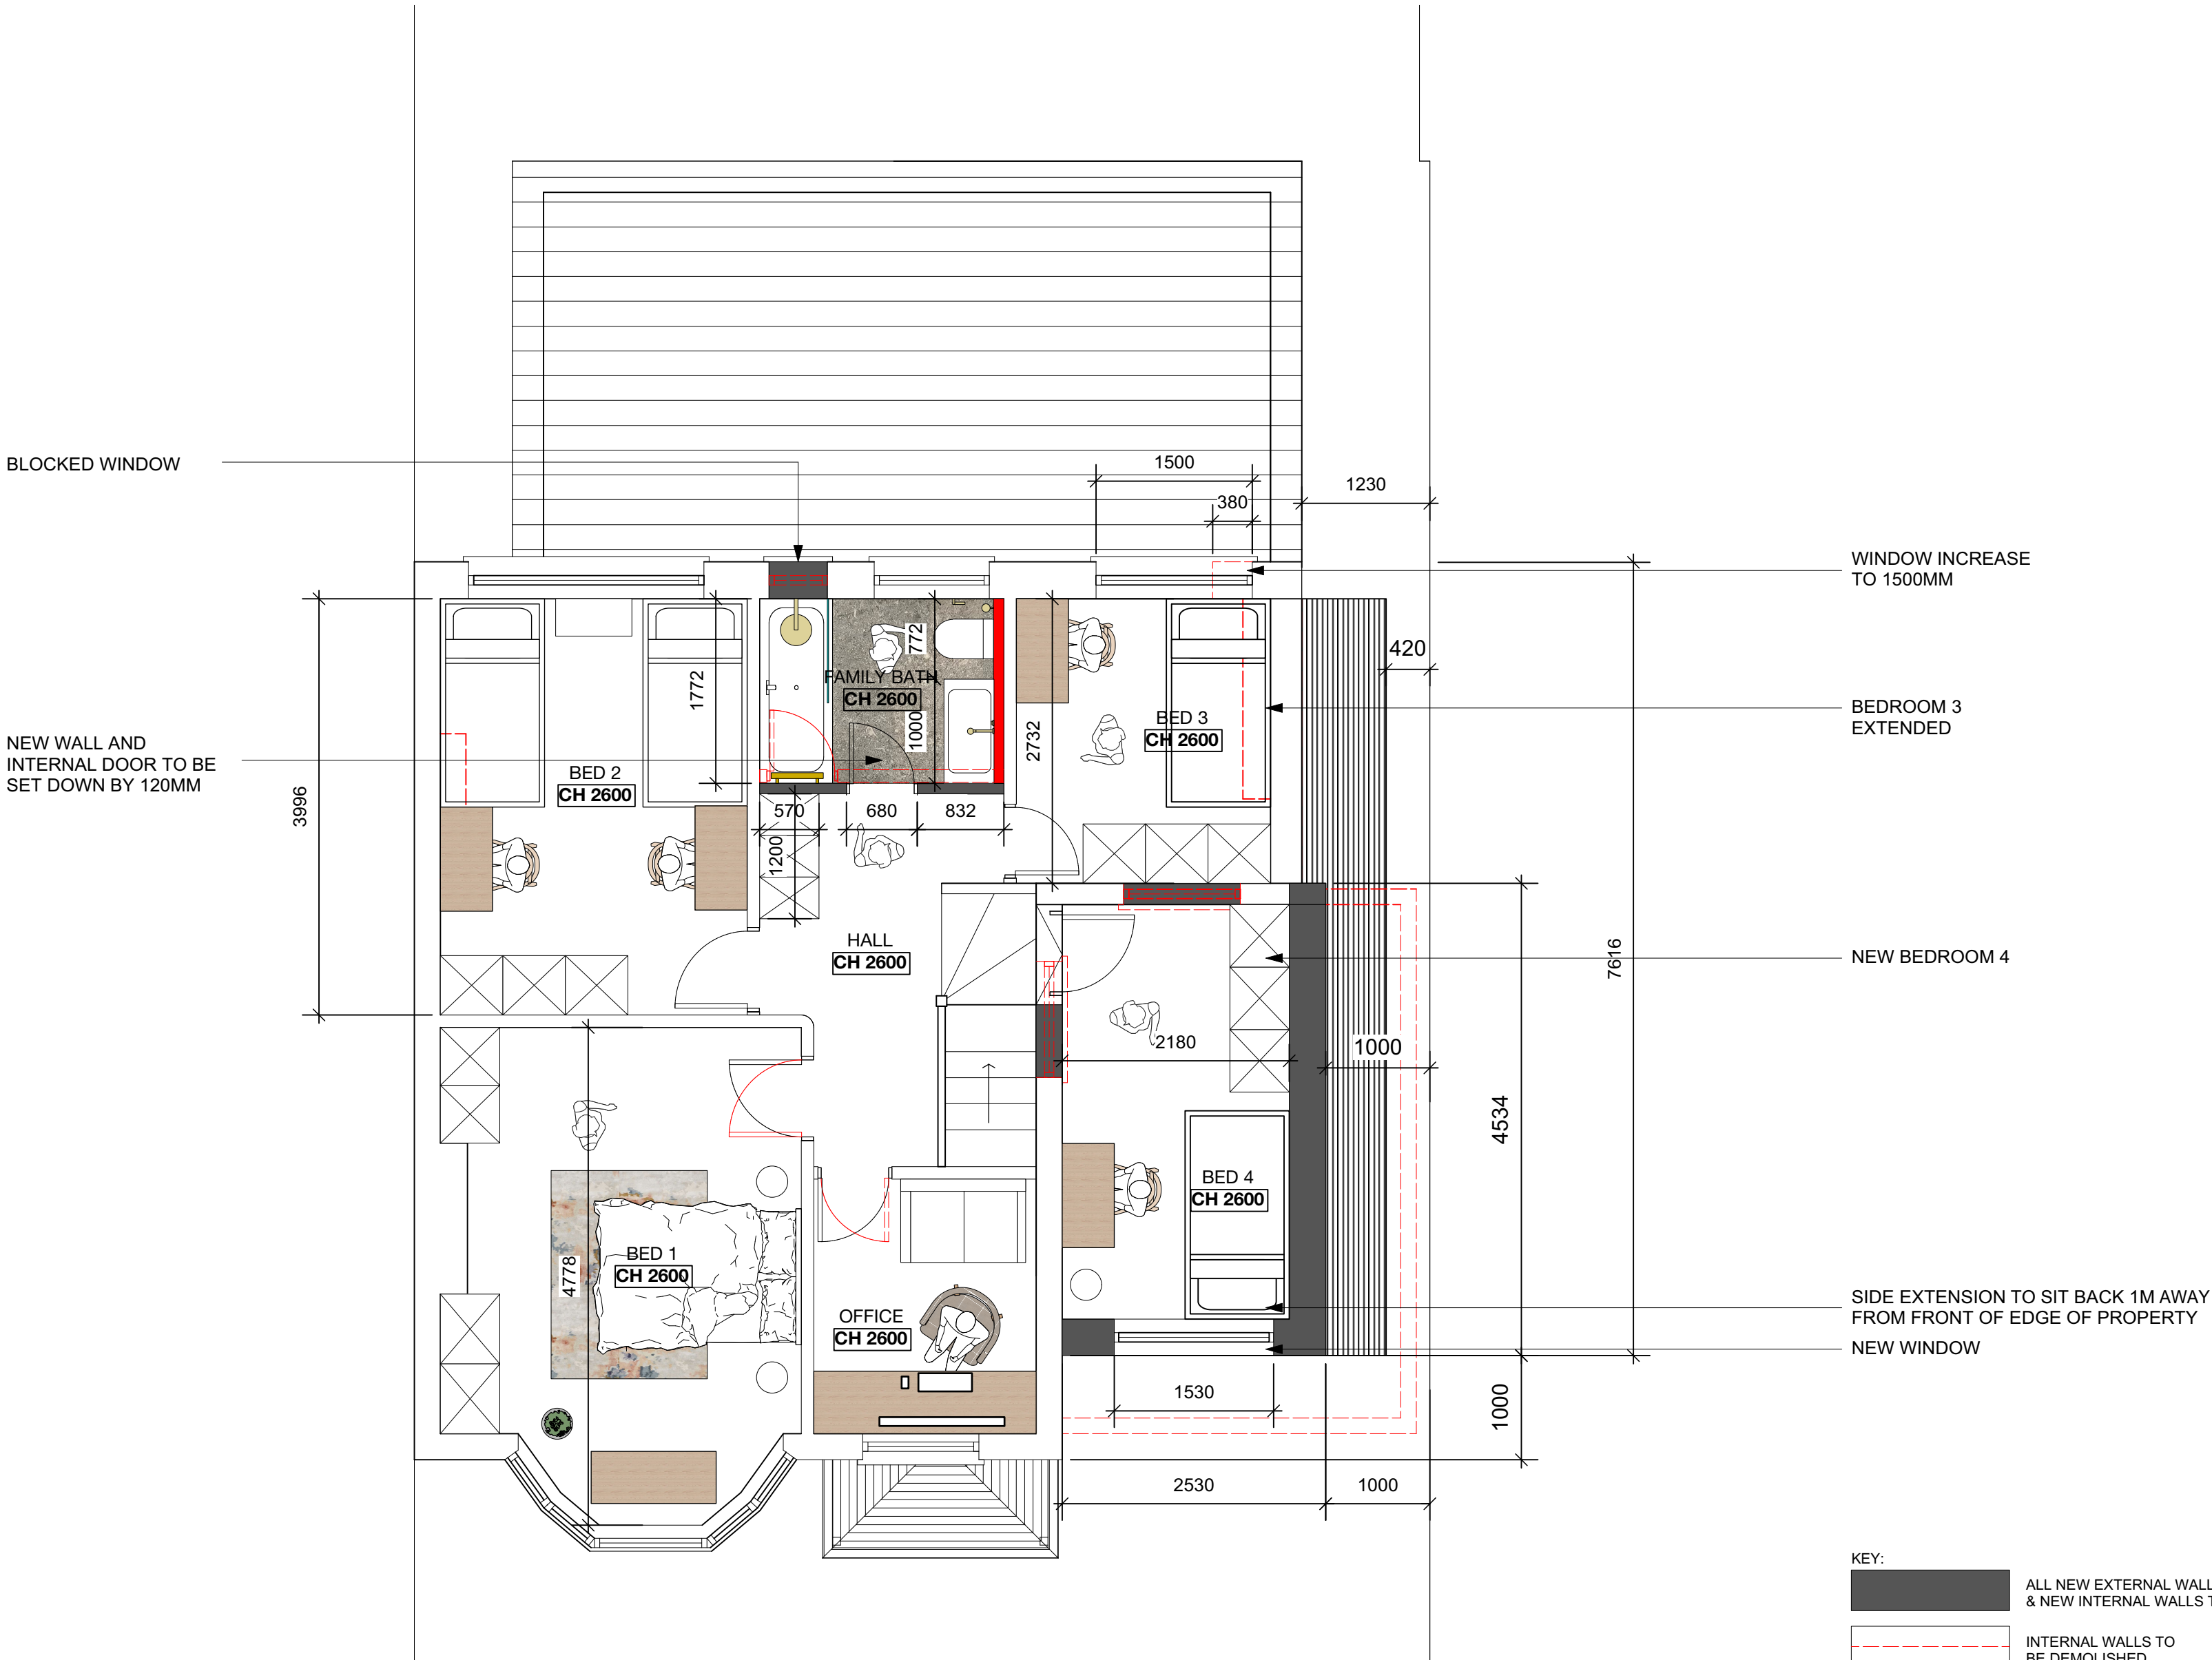 BLOCKED WINDOW
1500
1230
380
WINDOW INCREASE
TO 1500MM
772
420
1772
FAMILY BATH
CH 2600
BEDROOM 3
EXTENDED
BED 3
CH 2600
1000
2732
NEW WALL AND
INTERNAL DOOR TO BE
SET DOWN BY 120MM
BED 2
CH 2600
3996
570
680
832
1200
HALL
CH 2600
7616
NEW BEDROOM 4
2180
1000
4534
BED 4
CH 2600
BED 1
CH 2600
4778
OFFICE
CH 2600
SIDE EXTENSION TO SIT BACK 1M AWAY
FROM FRONT OF EDGE OF PROPERTY
NEW WINDOW
1530
1000
2530
1000
KEY:
ALL NEW EXTERNAL WALL
& NEW INTERNAL WALLS
INTERNAL WALLS TO
BE DEMOLISHED